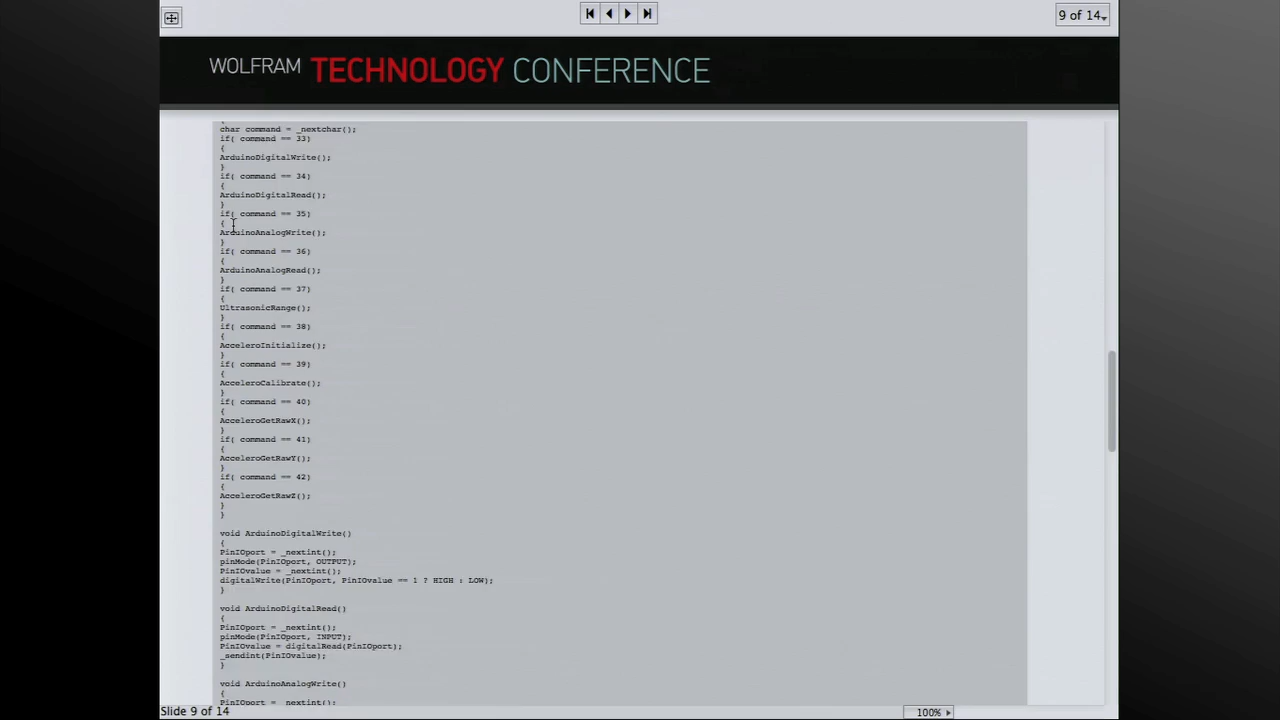 9 of 14
WOLFRAM TECHNOLOGY CONFERENCE
{
char command = _nextchar();
if( command == 33)
{
ArduinoDigitalWrite();
}
if( command == 34)
{
ArduinoDigitalRead();
}
if( command == 35)
{
ArduinoAnalogWrite();
}
if( command == 36)
{
ArduinoAnalogRead();
}
if( command == 37)
{
UltrasonicRange();
}
if( command == 38)
{
AcceleroInitialize();
}
if( command == 39)
{
AcceleroCalibrate();
}
if( command == 40)
{
AcceleroGetRawX();
}
if( command == 41)
{
AcceleroGetRawY();
}
if( command == 42)
{
AcceleroGetRawZ();
}
}
void ArduinoDigitalWrite()
{
PinIOport = _nextint();
pinMode(PinIOport, OUTPUT);
PinIOvalue = _nextint();
digitalWrite(PinIOport, PinIOvalue == 1 ? HIGH : LOW);
}
void ArduinoDigitalRead()
{
PinIOport = _nextint();
pinMode(PinIOport, INPUT);
PinIOvalue = digitalRead(PinIOport);
_sendint(PinIOvalue);
}
void ArduinoAnalogWrite()
{
PinIOport = _nextint();
Slide 9 of 14
100%